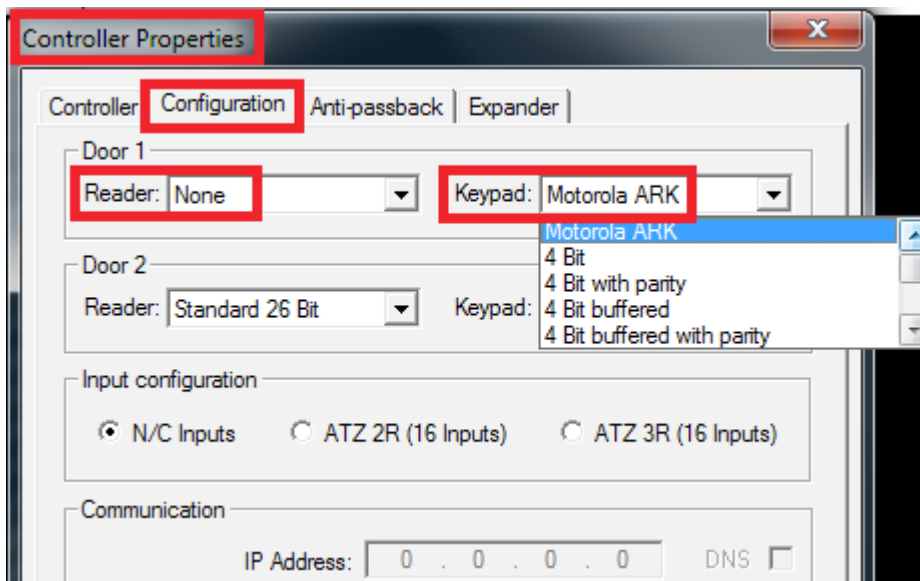 Controller Properties
x
Controller Configuration Anti-passback Expander
Door 1
Reader: None Keypad: Motorola ARK
Motorola ARK
4 Bit
4 Bit with parity
4 Bit buffered
4 Bit buffered with parity
Door 2
Reader: Standard 26 Bit Keypad:
Input configuration
N/C Inputs ATZ 2R (16 Inputs) ATZ 3R (16 Inputs)
Communication
IP Address: 0 . 0 . 0 . 0 DNS